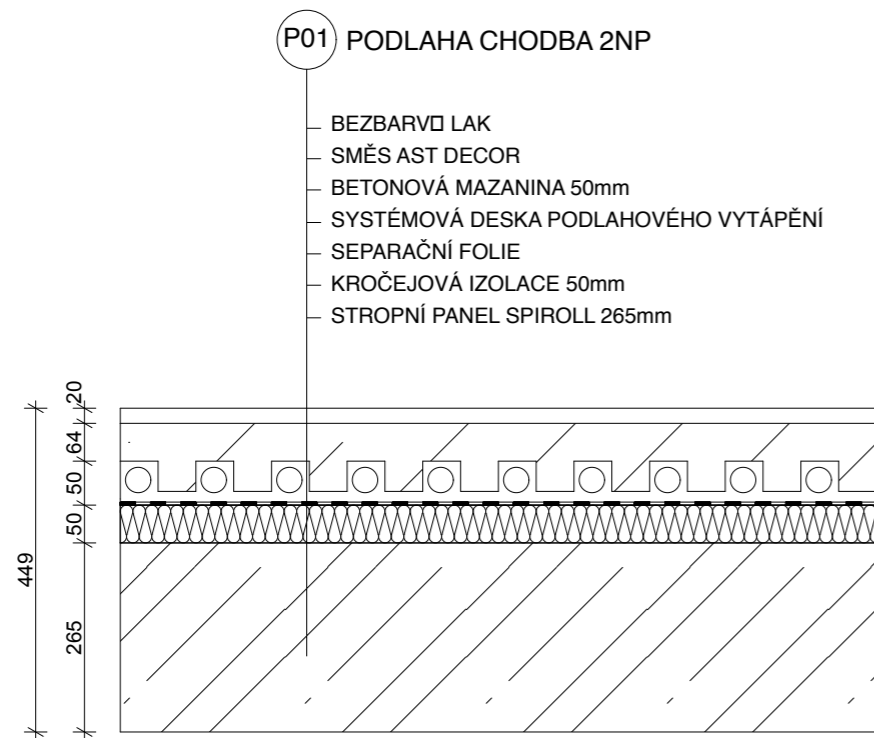 P01 PODLAHA CHODBA 2NP
BEZBARV□ LAK
SMĚS AST DECOR
BETONOVÁ MAZANINA 50mm
SYSTÉMOVÁ DESKA PODLAHOVÉHO VYTÁPĚNÍ
SEPARAČNÍ FOLIE
KROČEJOVÁ IZOLACE 50mm
STROPNÍ PANEL SPIROLL 265mm
20
64
50
50
449
265